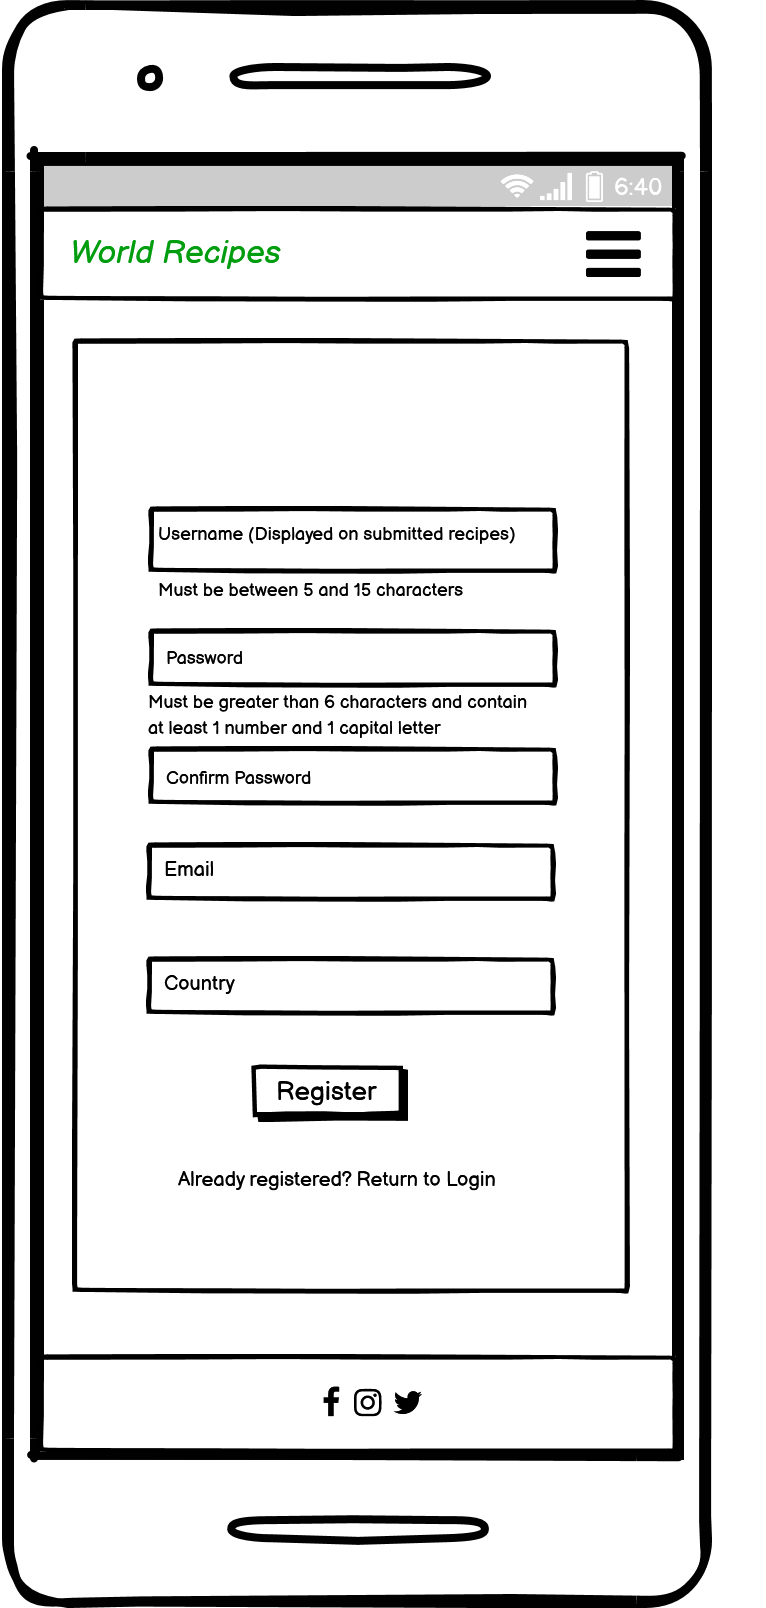 6:40
World Recipes
Username (Displayed on submitted recipes)
Must be between 5 and 15 characters
Password
Must be greater than 6 characters and contain
at least 1 number and 1 capital letter
Confirm Password
Email
Country
Register
Already registered? Return to Login